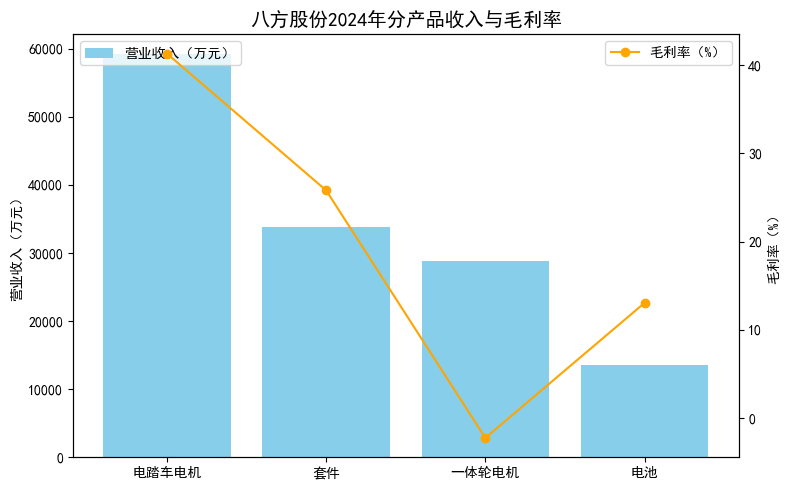 八方股份2024年分产品收入与毛利率
营业收入（万元）
毛利率（%）
60000
50000
40000
30000
20000
10000
0
营业收入（万元）
40
30
20
10
0
毛利率（%）
电踏车电机
套件
一体轮电机
电池